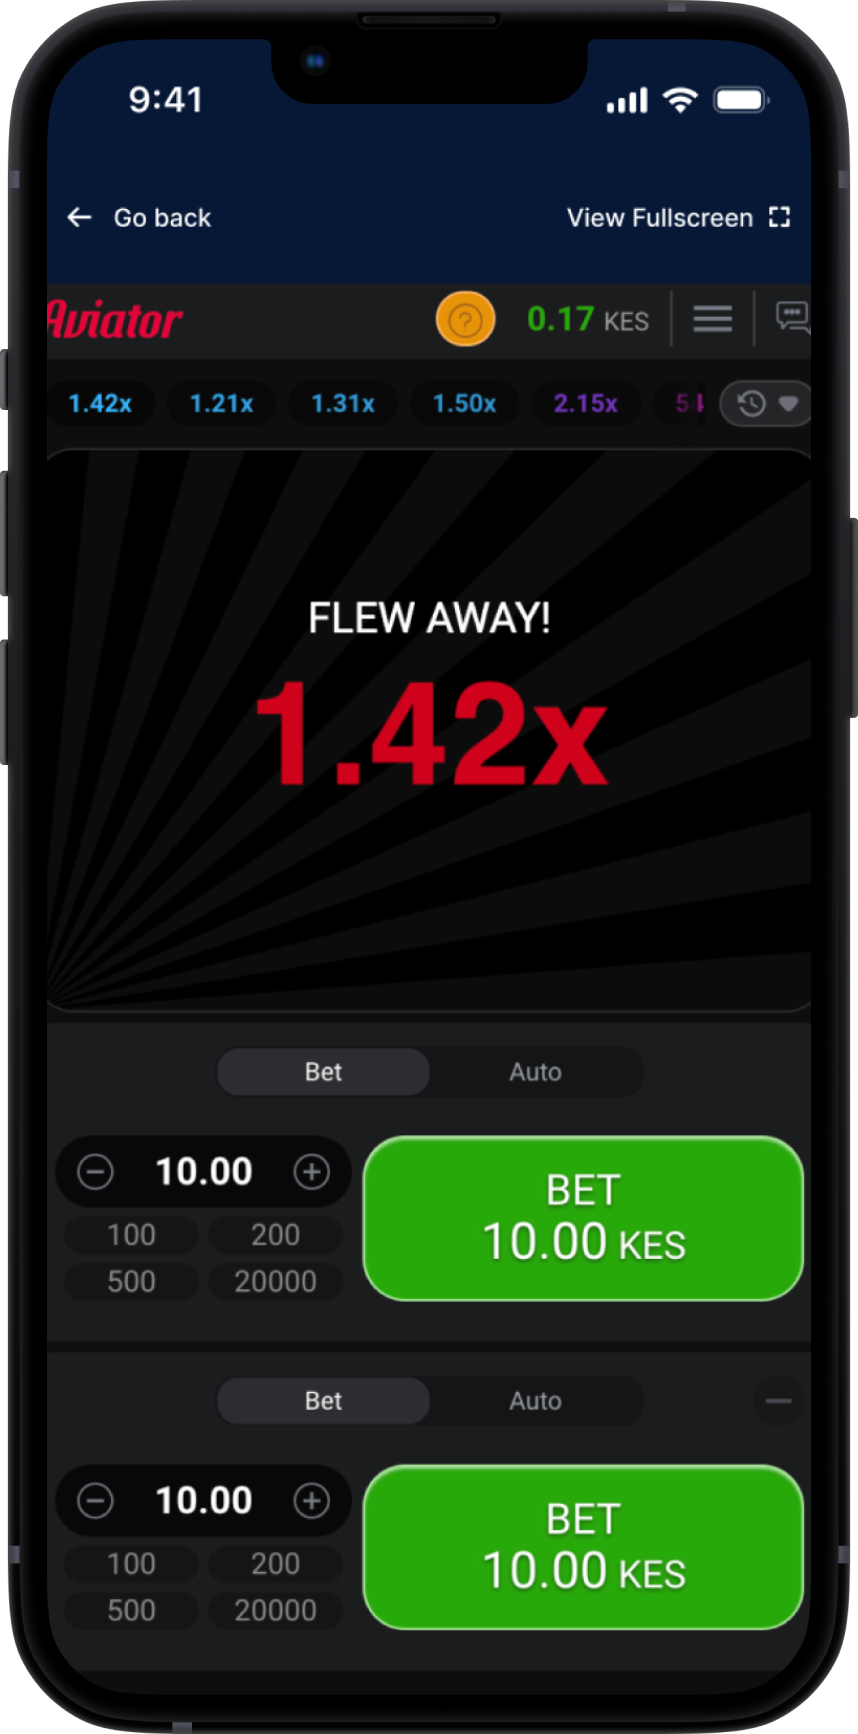 9:41
Go back View Fullscreen
Aviator ? 0.17 KES
1.42x 1.21x 1.31x 1.50x 2.15x
FLEW AWAY!
1.42x
Bet Auto
10.00
100 200
500 20000
BET
10.00 KES
Bet Auto
10.00
100 200
500 20000
BET
10.00 KES